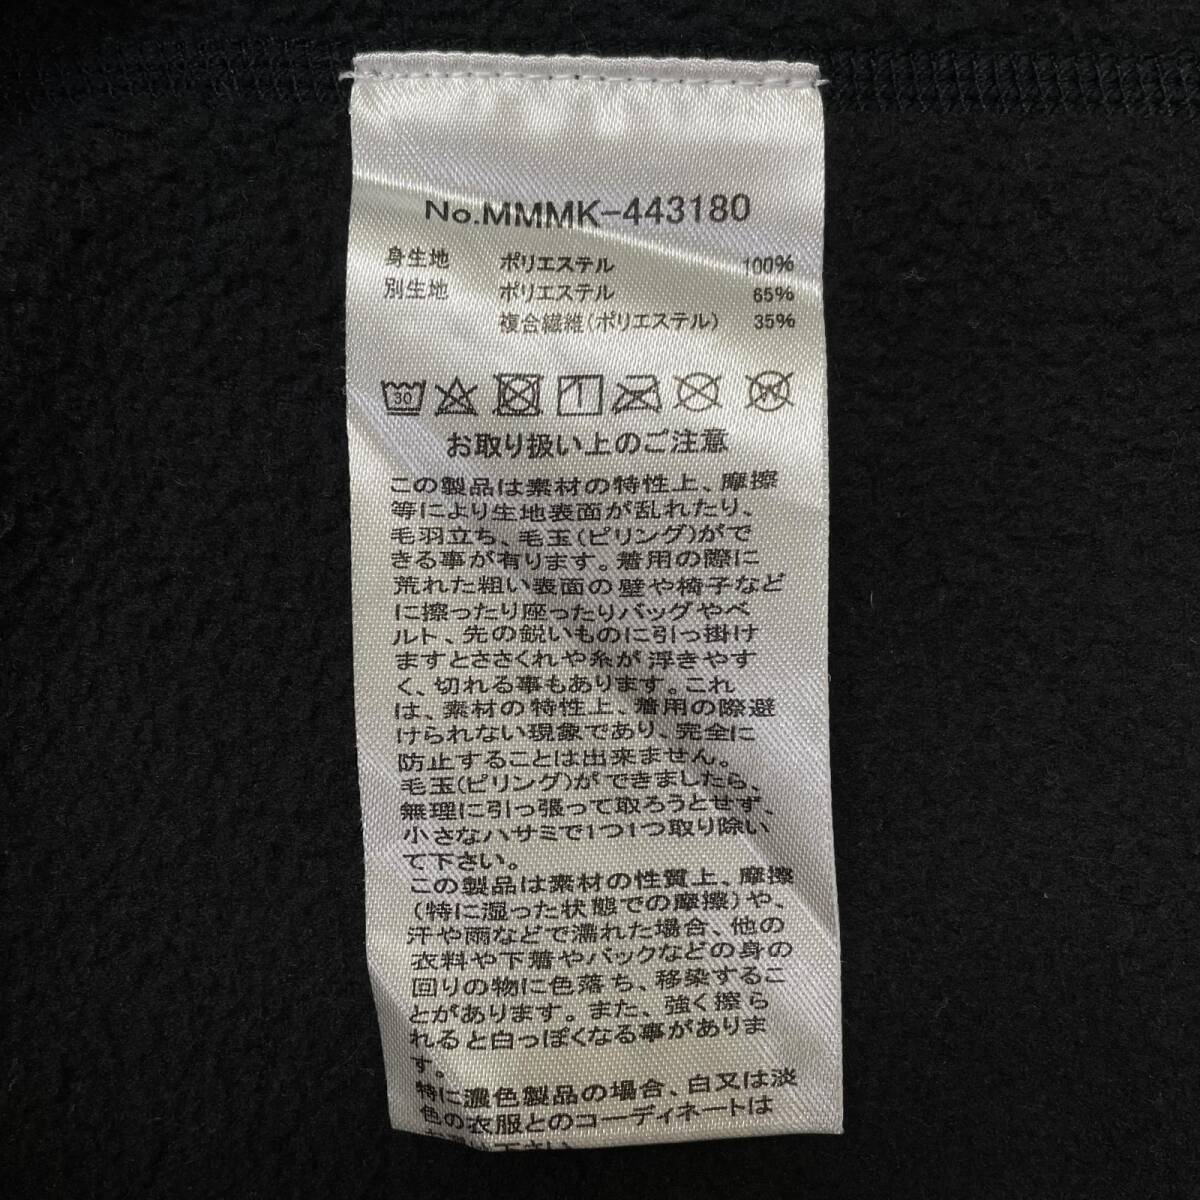 No.MMMK-443180
身生地 ポリエステル 100%
別生地 ポリエステル 65%
複合繊維(ポリエステル) 35%
30
1
W
お取り扱い上のご注意
この製品は素材の特性上、摩擦
等により生地表面が乱れたり、
毛羽立ち、毛玉(ピリング)がで
きる事が有ります。着用の際に
荒れた粗い表面の壁や椅子など
に擦ったり座ったりバッグやベ
ルト、先の鋭いものに引っ掛け
ますとささくれや糸が浮きやす
く、切れる事もあります。これ
は、素材の特性上、着用の際避
けられない現象であり、完全に
防止することは出来ません。
毛玉(ピリング)ができましたら、
無理に引っ張って取ろうとせず、
小さなハサミで1つ1つ取り除い
て下さい。
この製品は素材の性質上、摩擦
(特に湿った状態での摩擦)や、
汗や雨などで濡れた場合、他の
衣料や下着やバックなどの身の
回りの物に色落ち、移染するこ
とがあります。また、強く擦ら
れると白っぽくなる事がありま
す。
特に濃色製品の場合、白又は淡
色の衣服とのコーディネートは
下さい。